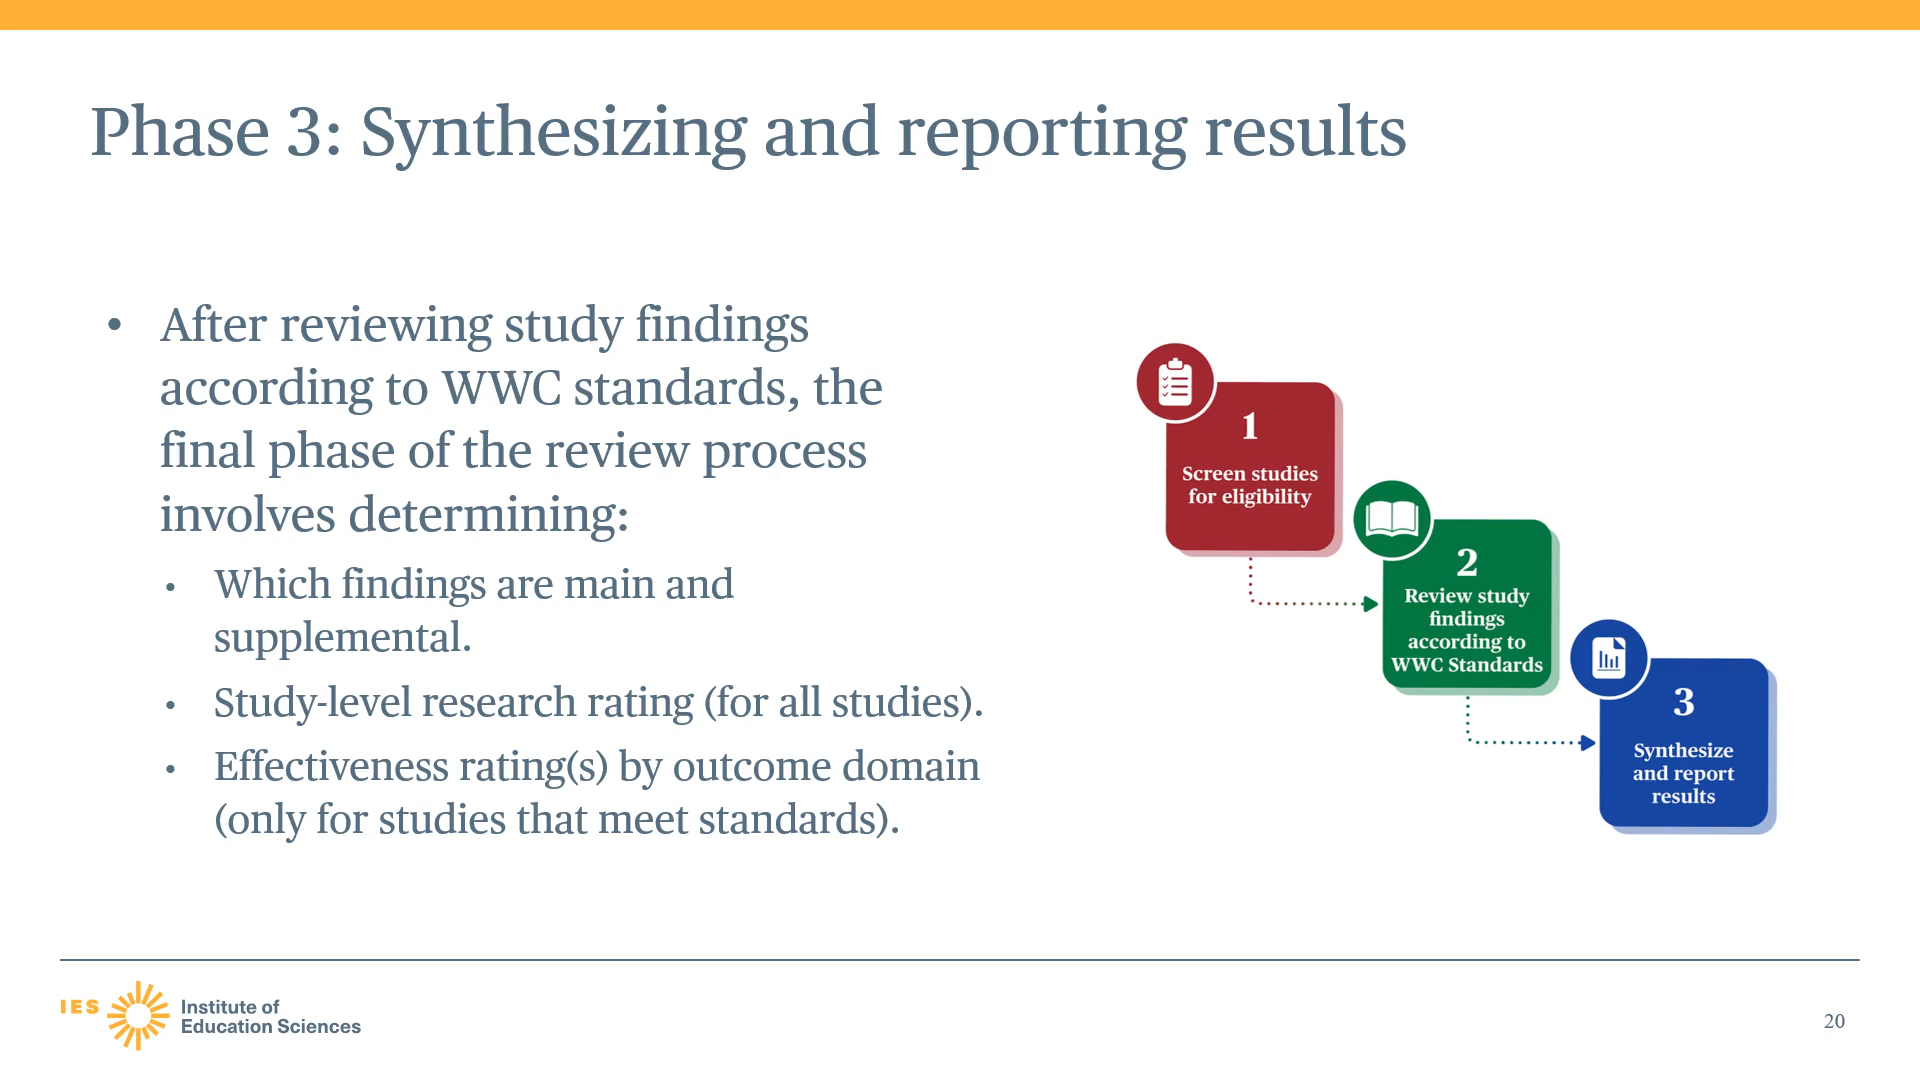 Phase 3: Synthesizing and reporting results
• After reviewing study findings
according to WWC standards, the
final phase of the review process
involves determining:
• Which findings are main and
supplemental.
• Study-level research rating (for all studies).
• Effectiveness rating(s) by outcome domain
(only for studies that meet standards).
1
Screen studies
for eligibility
2
Review study
findings
according to
WWC Standards
3
Synthesize
and report
results
IES
Institute of
Education Sciences
20